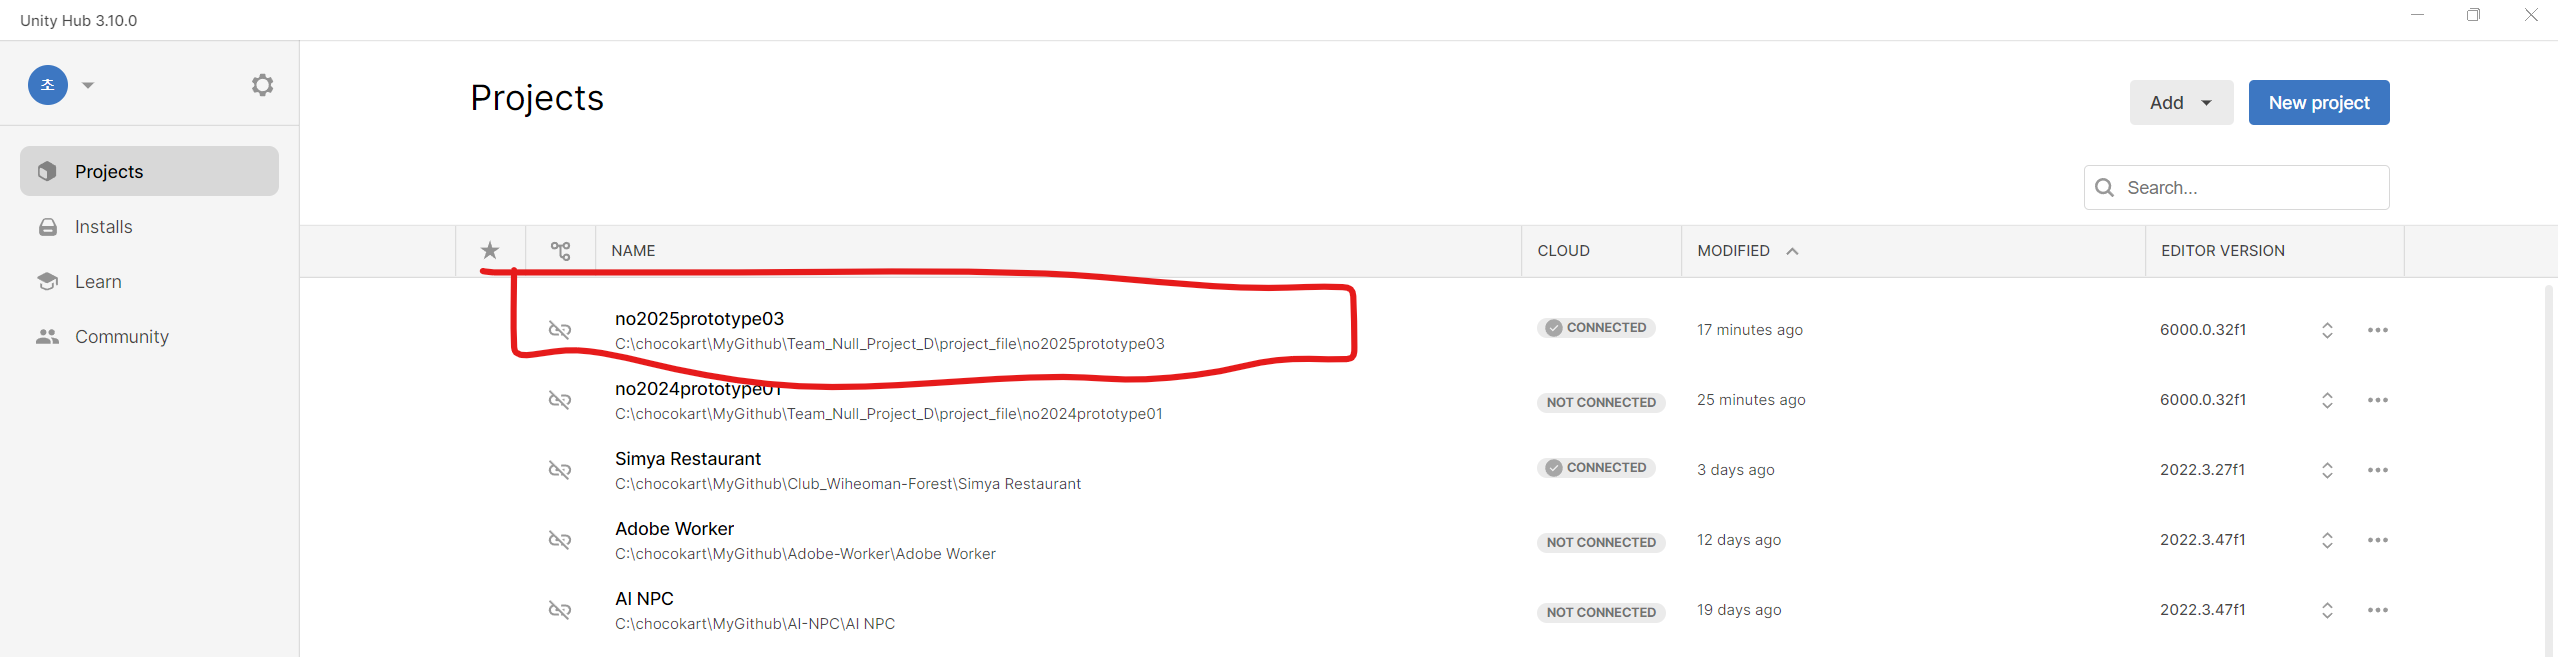 Unity Hub 3.10.0
초
Projects
Installs
Learn
Community
Projects
Add
New project
Search...
NAME
CLOUD
MODIFIED
EDITOR VERSION
no2025prototype03
C:\chocokart\MyGithub\Team_Null_Project_D\project_file\no2025prototype03
CONNECTED
17 minutes ago
6000.0.32f1
no2024prototype01
C:\chocokart\MyGithub\Team_Null_Project_D\project_file\no2024prototype01
NOT CONNECTED
25 minutes ago
6000.0.32f1
Simya Restaurant
C:\chocokart\MyGithub\Club_Wiheoman-Forest\Simya Restaurant
CONNECTED
3 days ago
2022.3.27f1
Adobe Worker
C:\chocokart\MyGithub\Adobe-Worker\Adobe Worker
NOT CONNECTED
12 days ago
2022.3.47f1
AI NPC
C:\chocokart\MyGithub\AI-NPC\AI NPC
NOT CONNECTED
19 days ago
2022.3.47f1